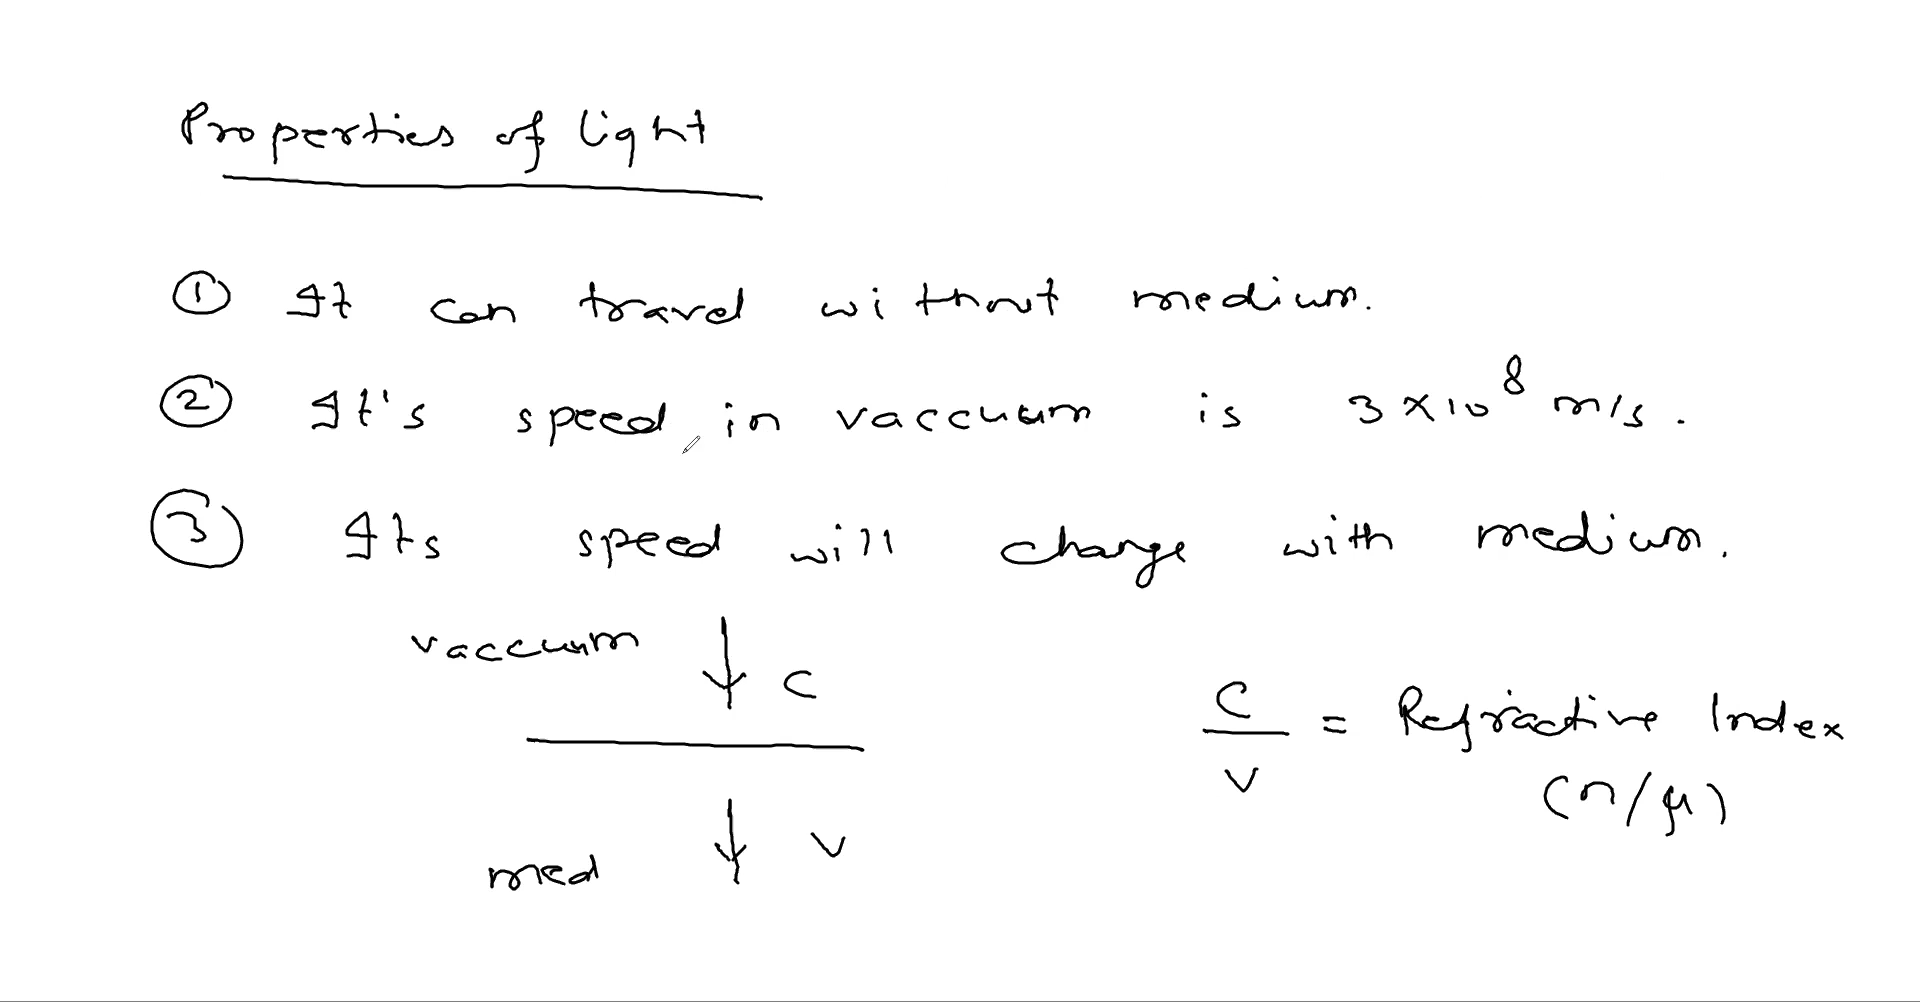 Properties of light
① It can travel without medium.
② It's speed in vaccuum is 3×10⁸ m/s.
③ Its speed will change with medium.
vaccuum ↓ c
c/v = Refractive Index
(n/μ)
med ↓ v